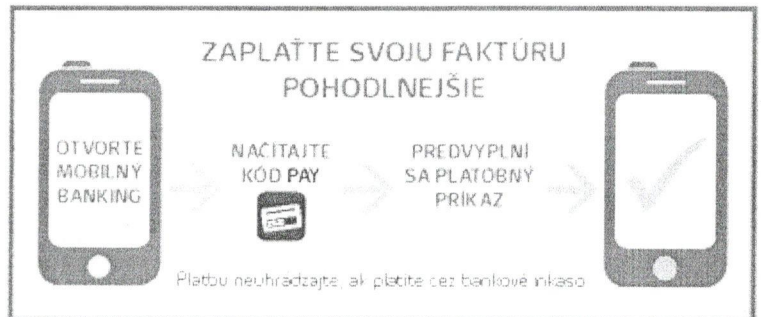 ZAPLAŤTE SVOJU FAKTÚRU
POHODLNEJŠIE
OTVORTE
MOBILNÝ
BANKING
NAČÍTAJTE
KÓD PAY
PREDVYPLNÍ
SA PLATOBNÝ
PRÍKAZ
Platbu neuhradzajte, ak platíte cez bankové inkaso